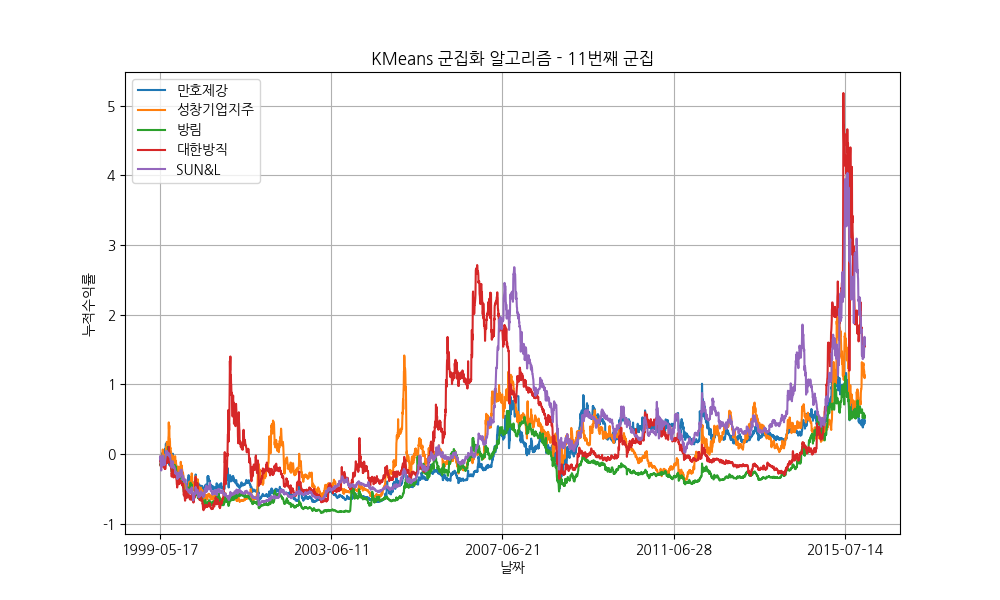 KMeans 군집화 알고리즘 - 11번째 군집
만호제강
성창기업지주
방림
대한방직
SUN&L
누적수익률
5
4
3
2
1
0
-1
1999-05-17
2003-06-11
2007-06-21
2011-06-28
2015-07-14
날짜